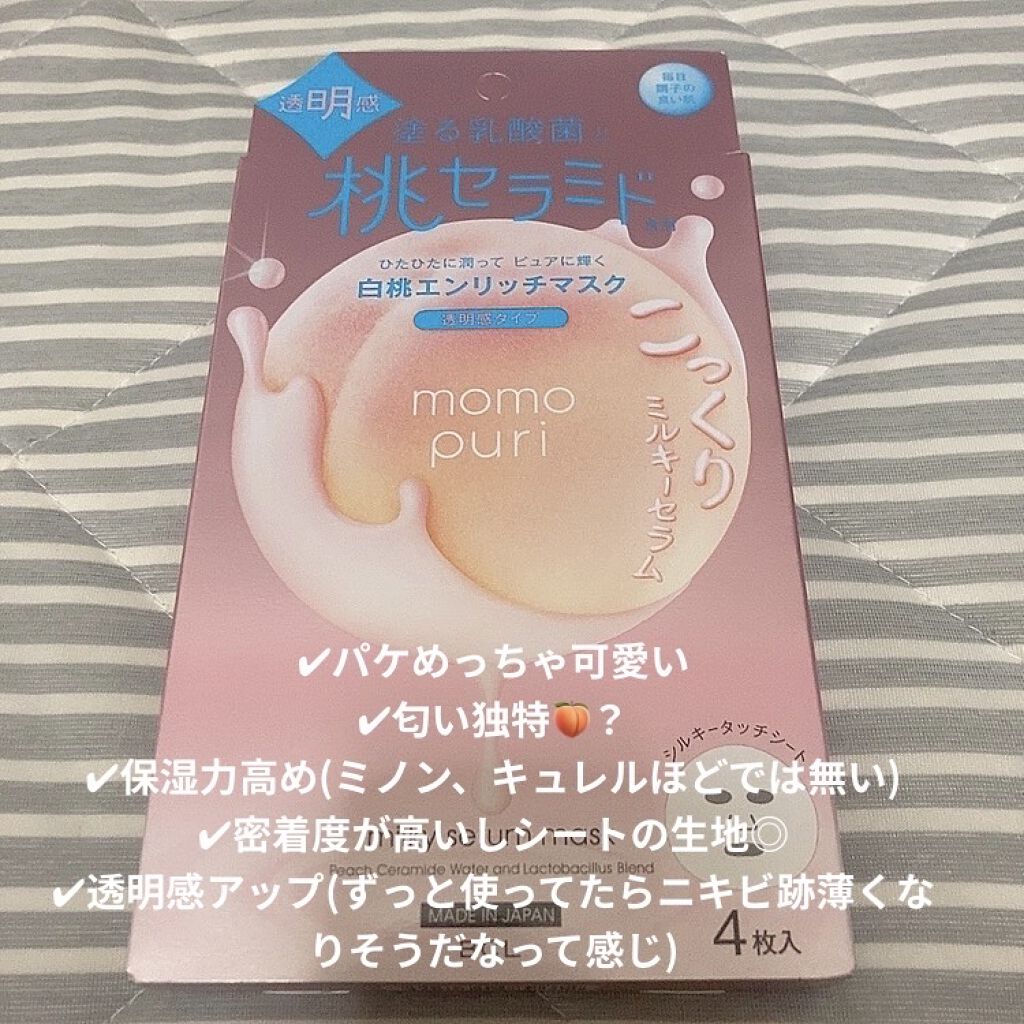 透明感
毎日
調子の
良い肌
塗る乳酸菌
桃セラミド
ひたひたに潤って ピュアに輝く
白桃エンリッチマスク
透明感タイプ
こっくり
ミルキーセラム
momo
puri
✔パケめっちゃ可愛い
✔匂い独特🍑？
シルキータッチシート
✔保湿力高め(ミノン、キュレルほどでは無い)
✔密着度が高いしシートの生地◎
milky serum mask
Peach Ceramide Water and Lactobacillus Blend
✔透明感アップ(ずっと使ってたらニキビ跡薄くな
りそうだなって感じ)
MADE IN JAPAN
4枚入